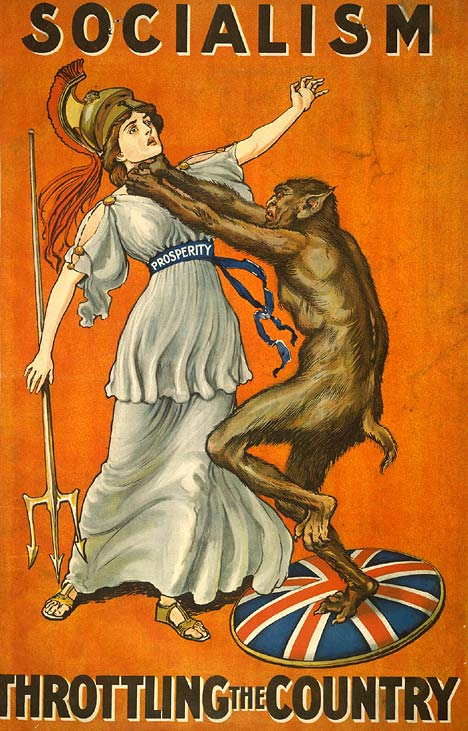 SOCIALISM
PROSPERITY
THROTTLING THE COUNTRY